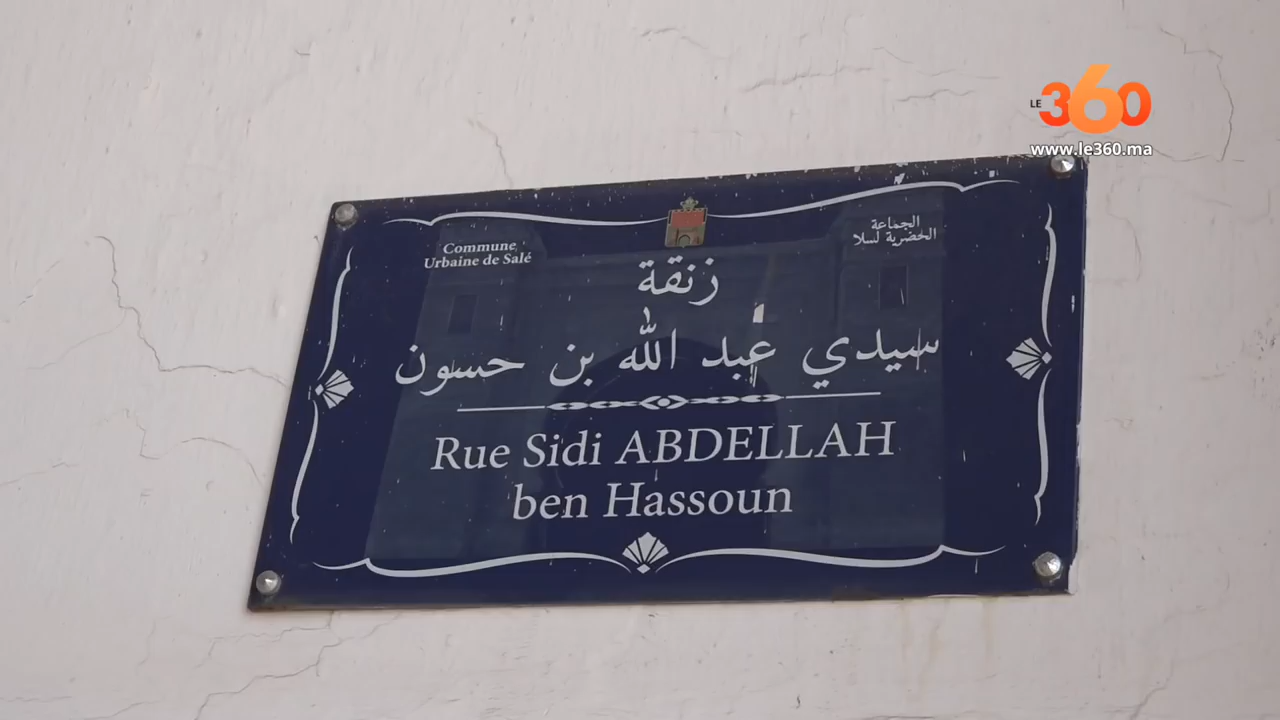 LE 360
www.le360.ma
Commune
Urbaine de Salé
الجماعة
الحضرية لسلا
زنقة
سيدي عبد الله بن حسون
Rue Sidi ABDELLAH
ben Hassoun